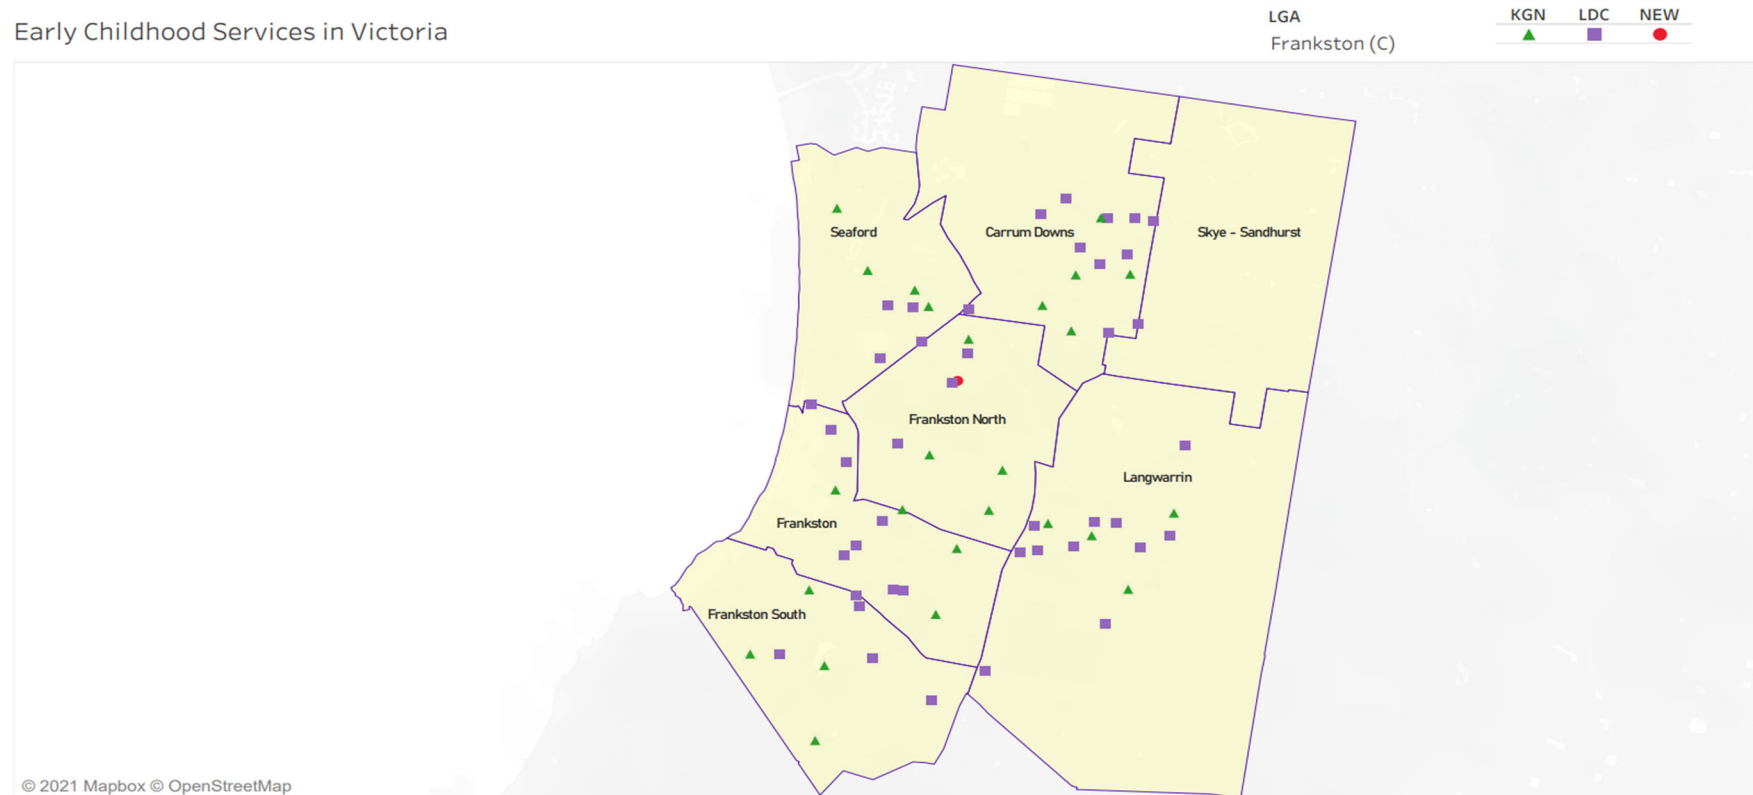 Early Childhood Services in Victoria
LGA
Frankston (C)
KGN LDC NEW
Seaford
Carrum Downs
Skye - Sandhurst
Frankston North
Langwarrin
Frankston
Frankston South
© 2021 Mapbox © OpenStreetMap